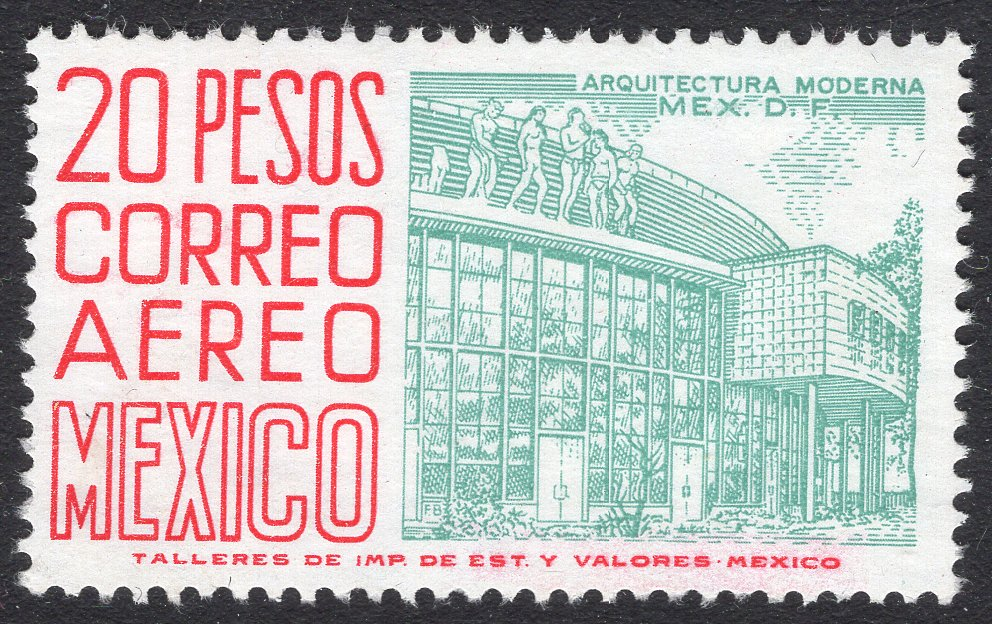 20 PESOS
CORREO
AEREO
MEXICO
ARQUITECTURA MODERNA
MEX. D. F.
FB
TALLERES DE IMP. DE EST. Y VALORES·MEXICO